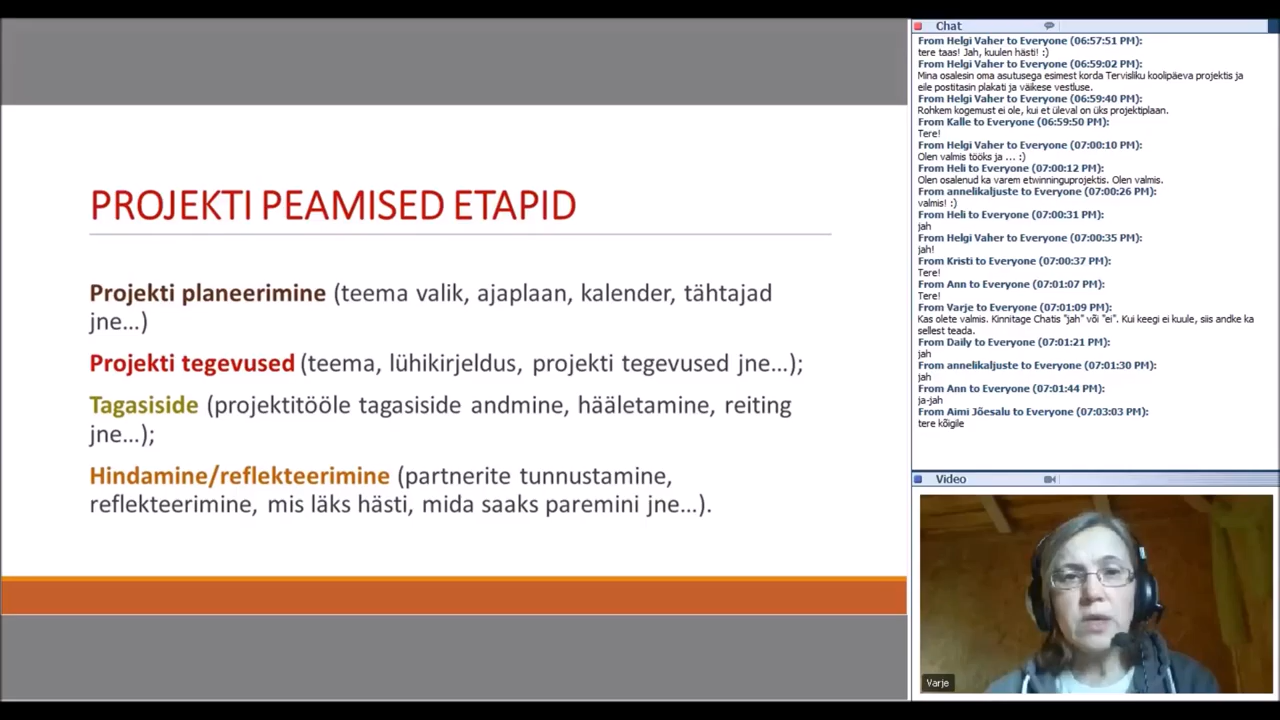 PROJEKTI PEAMISED ETAPID
Projekti planeerimine (teema valik, ajaplaan, kalender, tähtajad
jne...)
Projekti tegevused (teema, lühikirjeldus, projekti tegevused jne...);
Tagasiside (projektitööle tagasiside andmine, hääletamine, reiting
jne...);
Hindamine/reflekteerimine (partnerite tunnustamine,
reflekteerimine, mis läks hästi, mida saaks paremini jne...).
Chat
From Helgi Vaher to Everyone (06:57:51 PM):
tere taas! Jah, kuulen hästi! :)
From Helgi Vaher to Everyone (06:59:02 PM):
Mina osalesin oma asutusega esimest korda Tervisliku koolipäeva projektis ja
eile postitasin plakati ja väikese vestluse.
From Helgi Vaher to Everyone (06:59:40 PM):
Rohkem kogemust ei ole, kui et üleval on üks projektiplaan.
From Kalle to Everyone (06:59:50 PM):
Tere!
From Helgi Vaher to Everyone (07:00:10 PM):
Olen valmis tööks ja ... :)
From Heli to Everyone (07:00:12 PM):
Olen osalenud ka varem etwinninguprojektis. Olen valmis.
From annelikaljuste to Everyone (07:00:26 PM):
valmis! :)
From Heli to Everyone (07:00:31 PM):
jah
From Helgi Vaher to Everyone (07:00:35 PM):
jah!
From Kristi to Everyone (07:00:37 PM):
Tere!
From Ann to Everyone (07:01:07 PM):
Tere!
From Varje to Everyone (07:01:09 PM):
Kas olete valmis. Kinnitage Chatis "jah" või "ei". Kui keegi ei kuule, siis andke ka
sellest teada.
From Daily to Everyone (07:01:21 PM):
jah
From annelikaljuste to Everyone (07:01:30 PM):
jah
From Ann to Everyone (07:01:44 PM):
ja-jah
From Aimi Jõesalu to Everyone (07:03:03 PM):
tere kõigile
Video
Varje